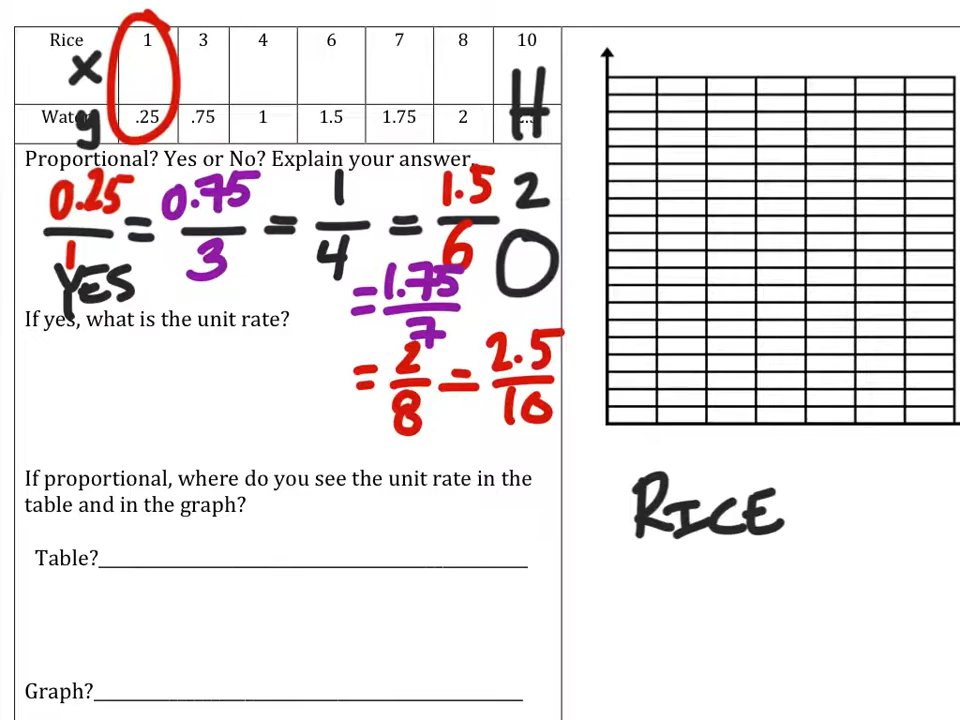 Rice 1 3 4 6 7 8 10
x H
Water .25 .75 1 1.5 1.75 2 2.5
y
Proportional? Yes or No? Explain your answer.
0.25/1 = 0.75/3 = 1/4 = 1.5/6 2
YES O
= 1.75/7
If yes, what is the unit rate?
= 2/8 = 2.5/10
If proportional, where do you see the unit rate in the
table and in the graph?
RICE
Table?
Graph?